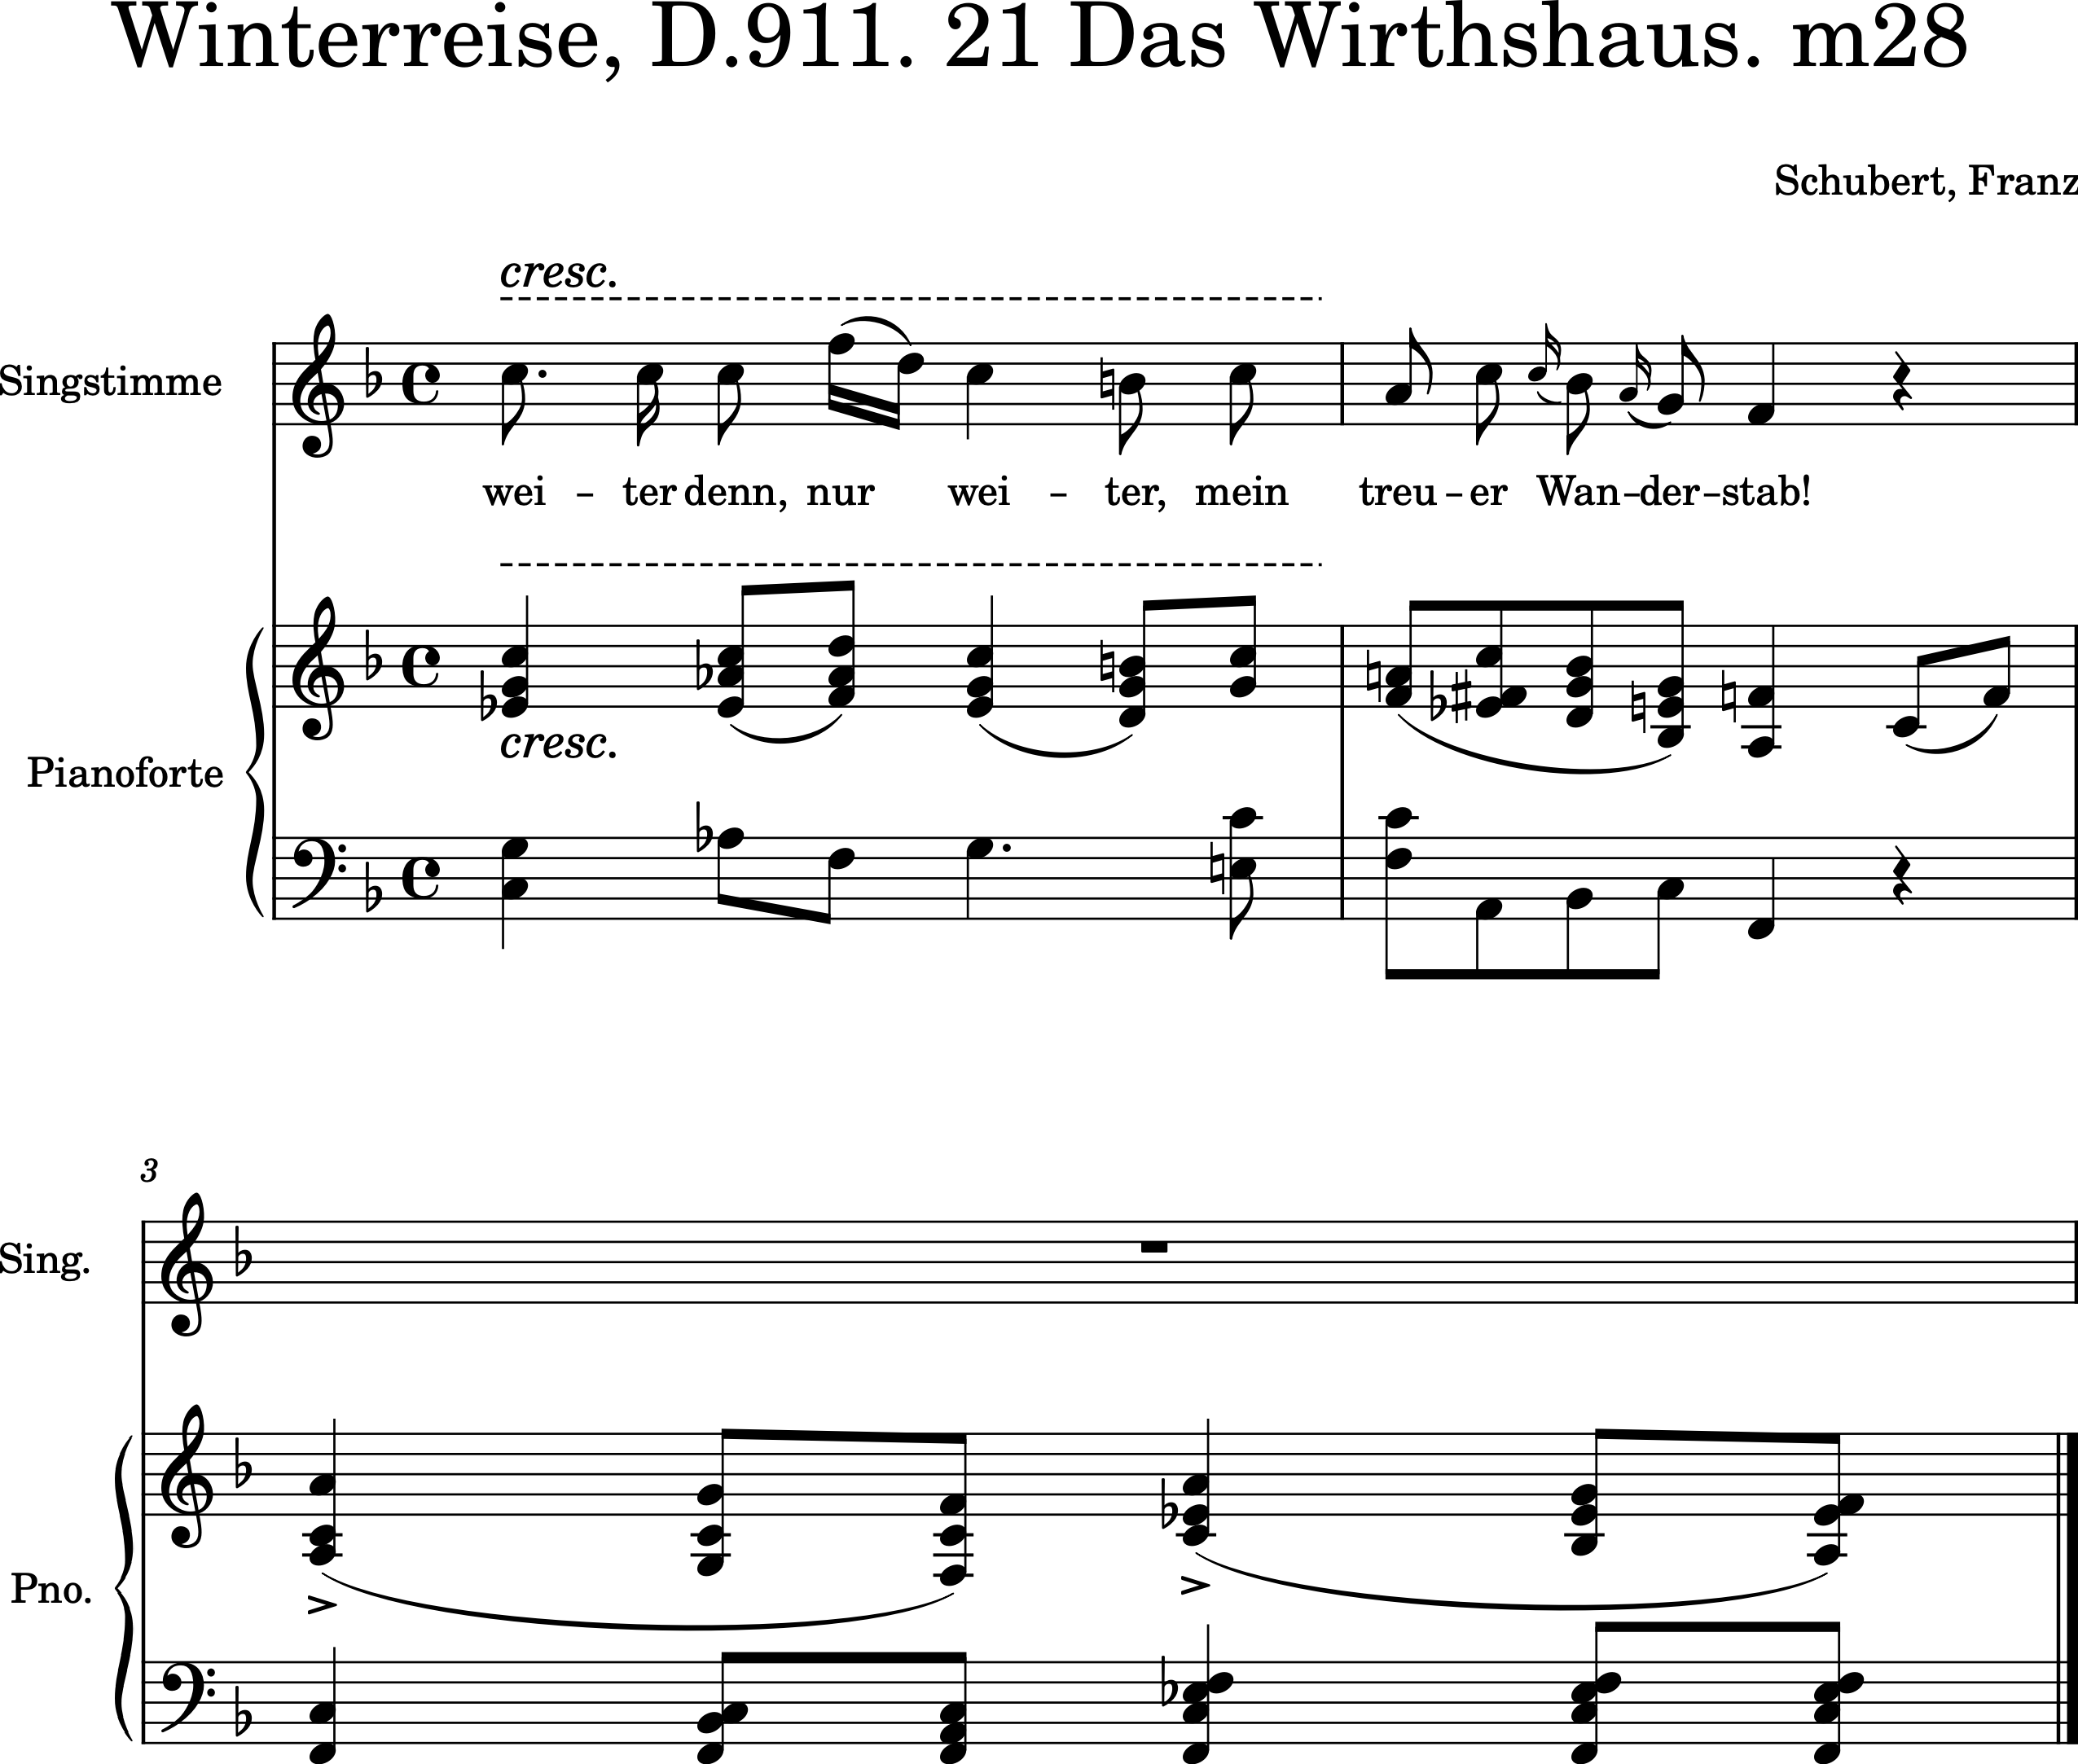 Winterreise, D.911. 21 Das Wirthshaus. m28
Schubert, Franz
cresc.
Singstimme
wei – ter denn, nur wei – ter, mein treu – er Wan – der – stab!
cresc.
Pianoforte
3
Sing.
Pno.